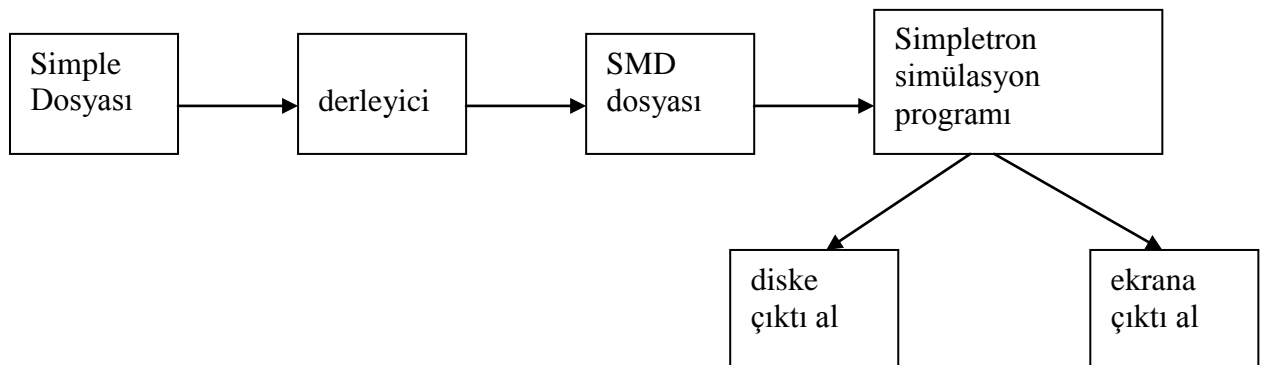 Simple
Dosyası
derleyici
SMD
dosyası
Simpletron
simülasyon
programı
diske
çıktı al
ekrana
çıktı al